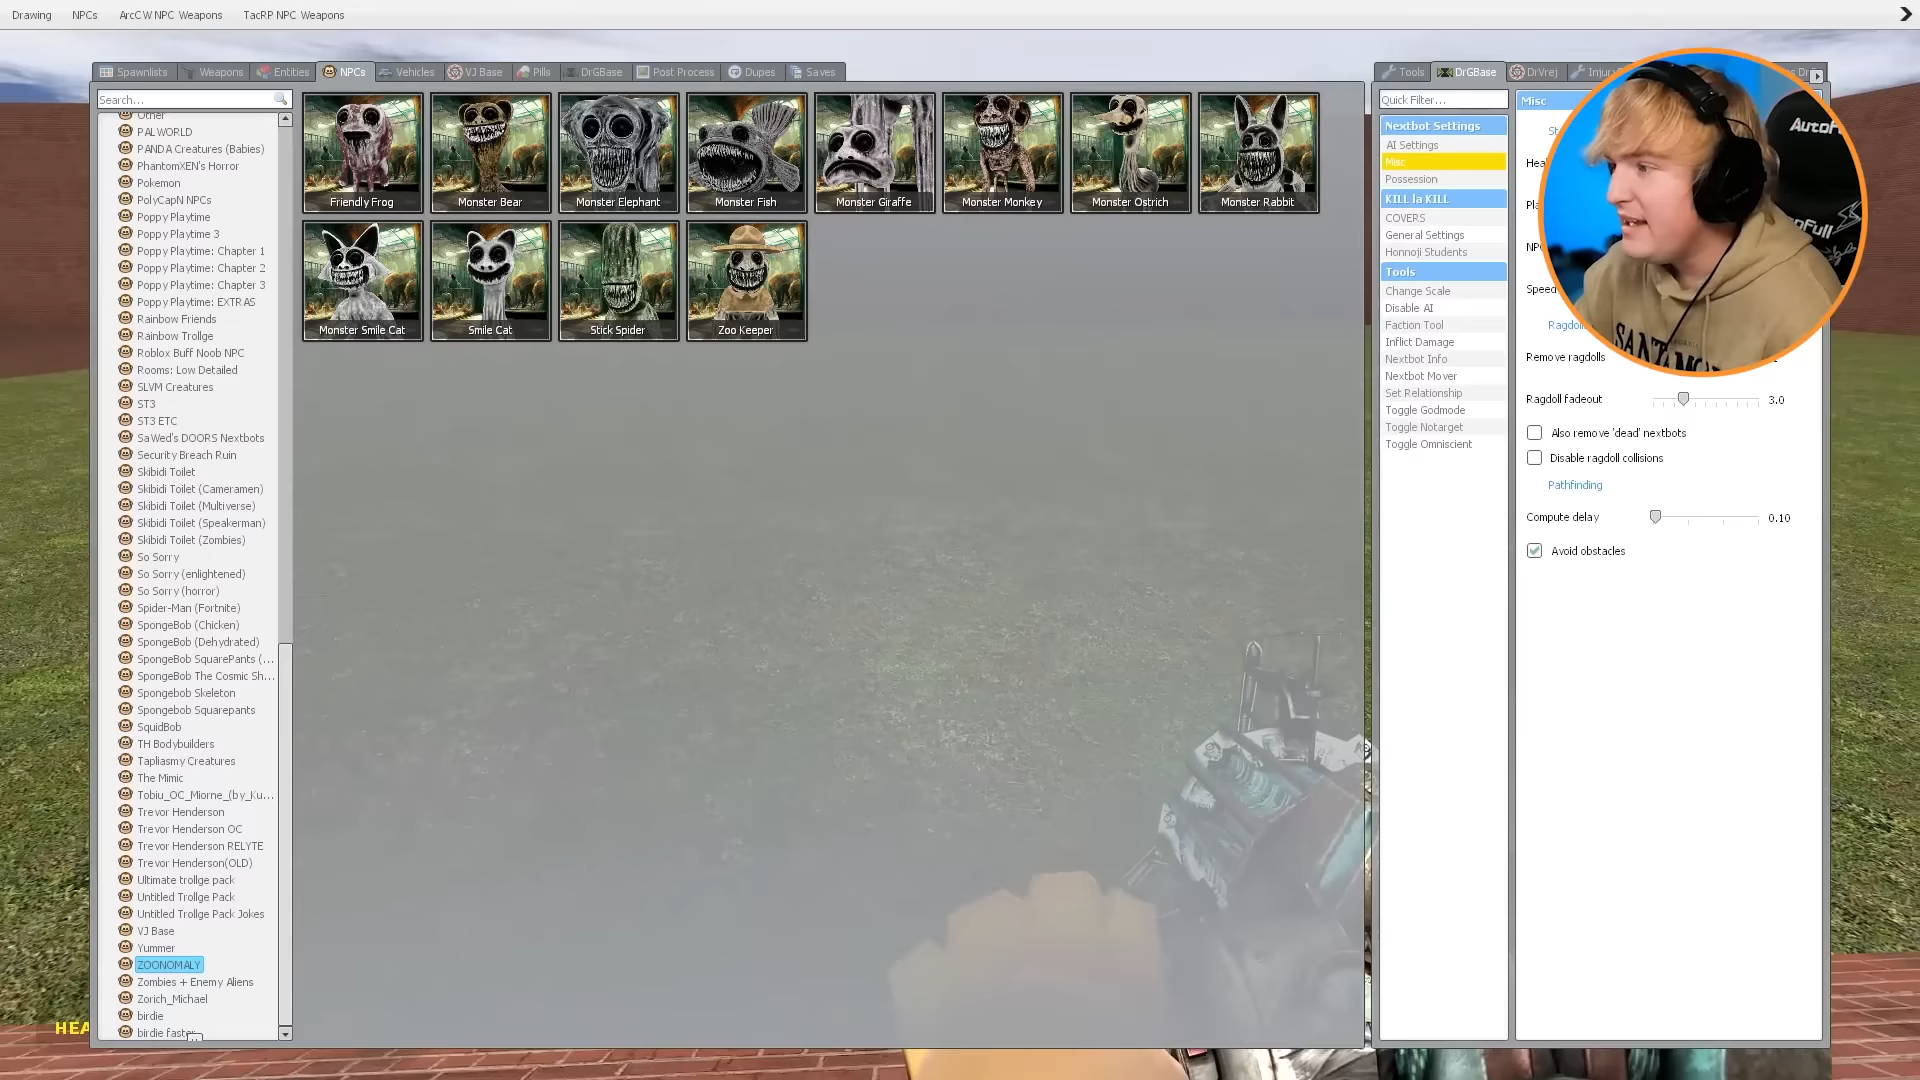 Drawing NPCs ArcCW NPC Weapons TacRP NPC Weapons
Spawnlists Weapons Entities NPCs Vehicles VJ Base Pills DrGBase Post Process Dupes Saves
Search...
Other
PALWORLD
PANDA Creatures (Babies)
PhantomXEN's Horror
Pokemon
PolyCapN NPCs
Poppy Playtime
Poppy Playtime 3
Poppy Playtime: Chapter 1
Poppy Playtime: Chapter 2
Poppy Playtime: Chapter 3
Poppy Playtime: EXTRAS
Rainbow Friends
Rainbow Trollge
Roblox Buff Noob NPC
Rooms: Low Detailed
SLVM Creatures
ST3
ST3 ETC
SaWed's DOORS Nextbots
Security Breach Ruin
Skibidi Toilet
Skibidi Toilet (Cameramen)
Skibidi Toilet (Multiverse)
Skibidi Toilet (Speakerman)
Skibidi Toilet (Zombies)
So Sorry
So Sorry (enlightened)
So Sorry (horror)
Spider-Man (Fortnite)
SpongeBob (Chicken)
SpongeBob (Dehydrated)
SpongeBob SquarePants (...
SpongeBob The Cosmic Sh...
Spongebob Skeleton
Spongebob Squarepants
SquidBob
TH Bodybuilders
Tapliasmy Creatures
The Mimic
Tobiu_OC_Miorne_(by_Ku...
Trevor Henderson
Trevor Henderson OC
Trevor Henderson RELYTE
Trevor Henderson(OLD)
Ultimate trollge pack
Untitled Trollge Pack
Untitled Trollge Pack Jokes
VJ Base
Yummer
ZOONOMALY
Zombies + Enemy Aliens
Zorich_Michael
birdie
birdie faster
HEA
Friendly Frog Monster Bear Monster Elephant Monster Fish Monster Giraffe Monster Monkey Monster Ostrich Monster Rabbit
Monster Smile Cat Smile Cat Stick Spider Zoo Keeper
Tools DrGBase DrVrej Injury
Quick Filter...
Nextbot Settings
AI Settings
Misc
Possession
KILL la KILL
COVERS
General Settings
Honnoji Students
Tools
Change Scale
Disable AI
Faction Tool
Inflict Damage
Nextbot Info
Nextbot Mover
Set Relationship
Toggle Godmode
Toggle Notarget
Toggle Omniscient
Misc
St
Heal
Pla
NPC
Speed
Ragdoll
Remove ragdolls
Ragdoll fadeout 3.0
Also remove 'dead' nextbots
Disable ragdoll collisions
Pathfinding
Compute delay 0.10
Avoid obstacles
AutoFull
SANTA MO